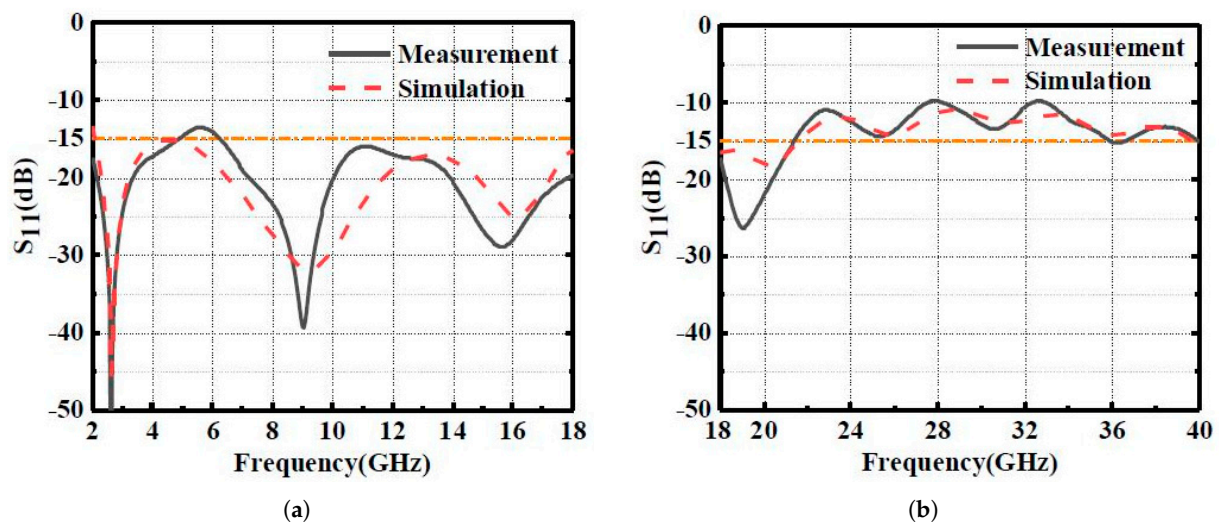 0
-10
-15
-20
-30
-40
-50
S11(dB)
Measurement
Simulation
2 4 6 8 10 12 14 16 18
Frequency(GHz)
(a)
0
-10
-15
-20
-30
-40
-50
S11(dB)
Measurement
Simulation
18 20 24 28 32 36 40
Frequency(GHz)
(b)